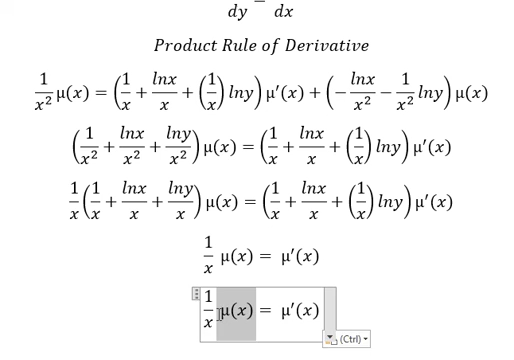 dy = dx
Product Rule of Derivative
1/x² μ(x) = (1/x + lnx/x + (1/x) lny) μ′(x) + (− lnx/x² − 1/x² lny) μ(x)
(1/x² + lnx/x² + lny/x²) μ(x) = (1/x + lnx/x + (1/x) lny) μ′(x)
1/x (1/x + lnx/x + lny/x) μ(x) = (1/x + lnx/x + (1/x) lny) μ′(x)
1/x μ(x) = μ′(x)
1/x μ(x) = μ′(x)
(Ctrl)